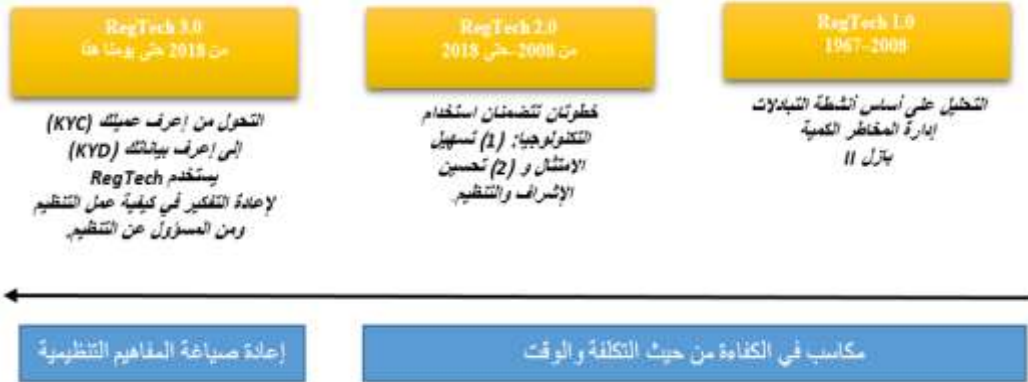 RegTech 1.0
1967-2008
التحليل على أساس أنشطة التبادلات
إدارة المخاطر الكمية
بازل II
RegTech 2.0
من 2008 حتى 2018
خطوتان تتضمنان استخدام
التكنولوجيا: (1) تسهيل
الامتثال و (2) تحسين
الإشراف والتنظيم.
RegTech 3.0
من 2018 حتى يومنا هذا
التحول من إعرف عميلك (KYC)
إلى إعرف بياناتك (KYD)
يستخدم RegTech
لإعادة التفكير في كيفية عمل التنظيم
ومن المسؤول عن التنظيم.
مكاسب في الكفاءة من حيث التكلفة والوقت
إعادة صياغة المفاهيم التنظيمية